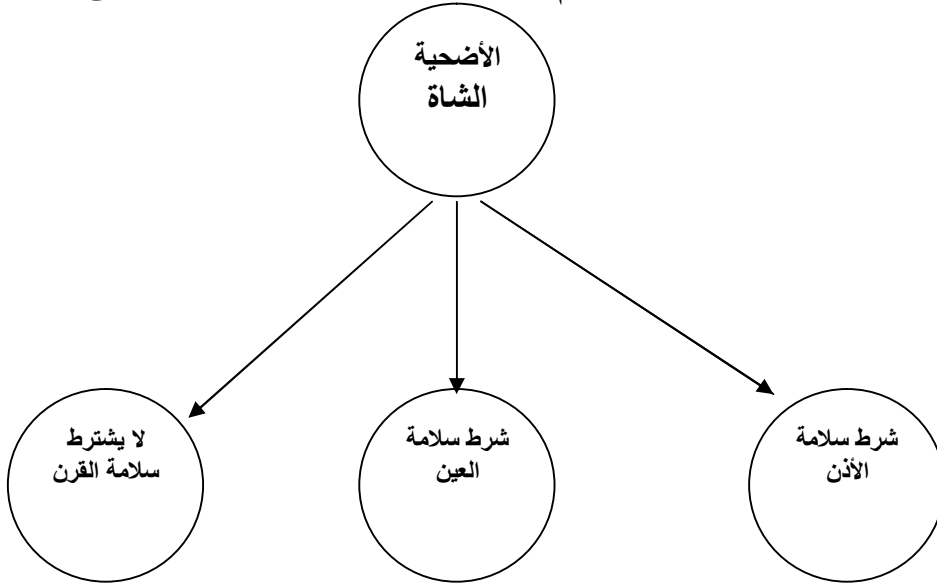 الأضحية
الشاة
شرط سلامة
الأذن
شرط سلامة
العين
لا يشترط
سلامة القرن